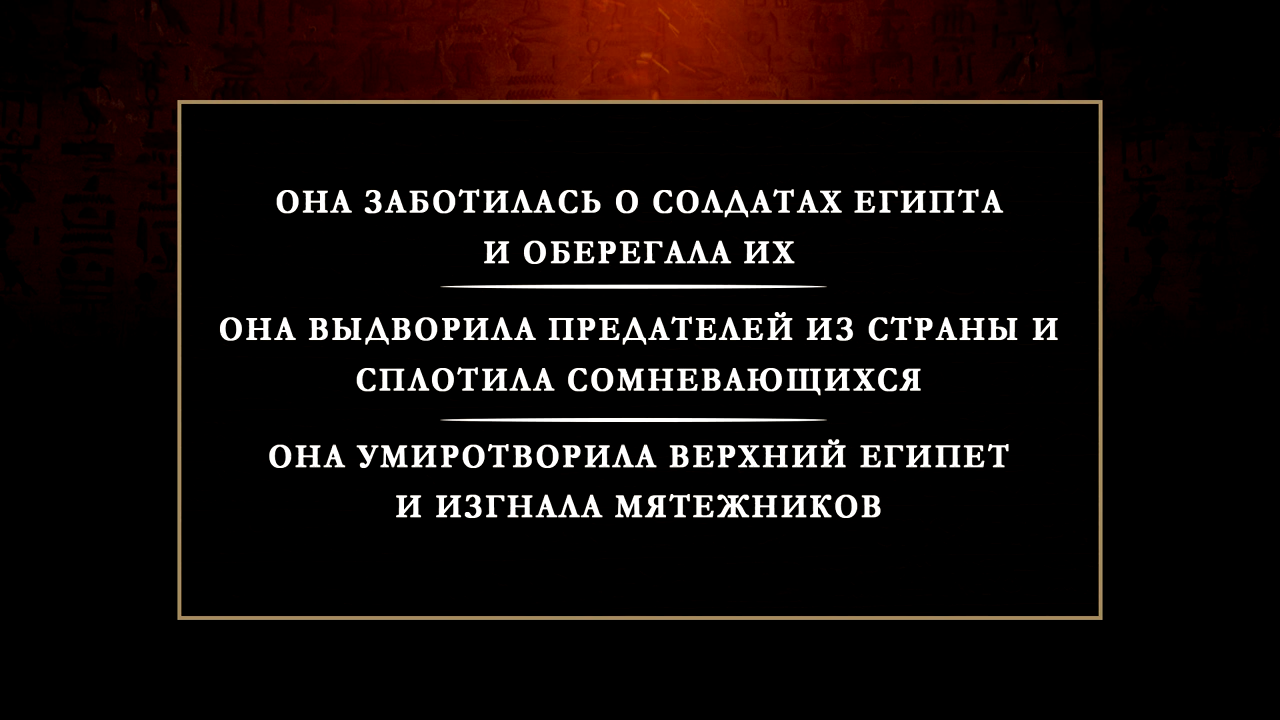 ОНА ЗАБОТИЛАСЬ О СОЛДАТАХ ЕГИПТА
И ОБЕРЕГАЛА ИХ
ОНА ВЫДВОРИЛА ПРЕДАТЕЛЕЙ ИЗ СТРАНЫ И
СПЛОТИЛА СОМНЕВАЮЩИХСЯ
ОНА УМИРОТВОРИЛА ВЕРХНИЙ ЕГИПЕТ
И ИЗГНАЛА МЯТЕЖНИКОВ